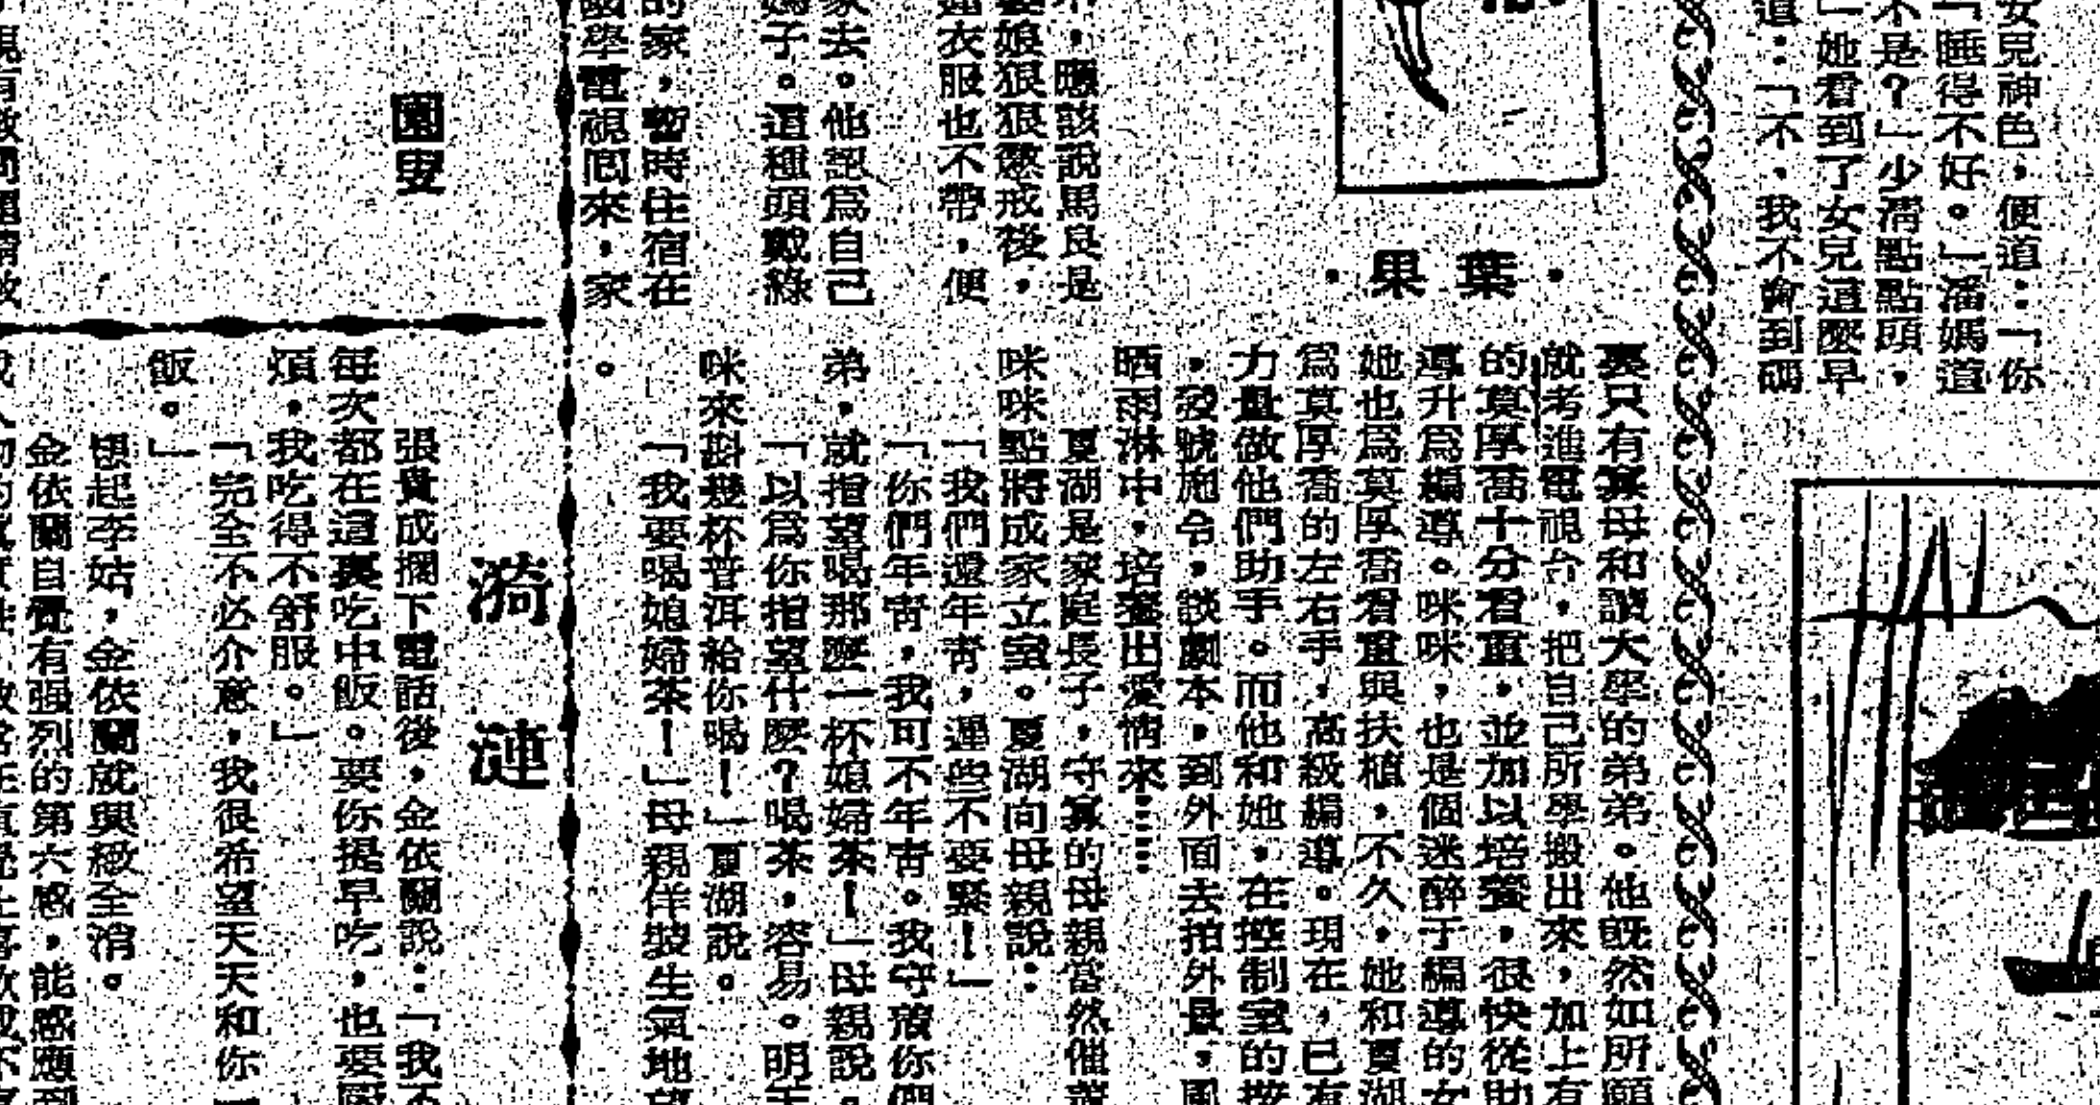 女兒神色，便道：「你
「睡得不好。」潘媽道
不是？」少清點點頭，
」她看到了女兒這麼早
道：「不，我不會到碼
·葉果·
裏只有寡母和讀大學的弟弟。他旣然如所願
就考進電視台，把自己所學搬出來，加上有
的莫厚喬十分看重，並加以培養，很快從助
導升爲編導。咪咪，也是個迷醉于編導的女
她也爲莫厚喬看重與扶植，不久，她和夏湖
爲莫厚喬的左右手，高級編導。現在，已有
力量做他們助手。而他和她，在控制室的按
，發號施令，談劇本，到外面去拍外景，風
晒雨淋中，培養出愛情來……
夏湖是家庭長子，守寡的母親當然催
咪咪點將成家立室。夏湖向母親說：
「我們還年靑，遲些不要緊！」
「你們年靑，我可不年靑。我守着你們
弟，就指望喝那麼一杯媳婦茶！」母親說。
「以爲你指望什麼？喝茶，容易。明天
咪來斟幾杯普洱給你喝！」夏湖說。
「我要喝媳婦茶！」母親佯裝生氣地
，應該說馬良是
娘狠狠懲戒後，
衣服也不帶，便
家去。他認爲自己
子。這種頭戴綠
的家，暫時住宿在
學電視回來，家
。
園安
漪漣
張貴成擱下電話後，金依蘭說：「我不
每次都在這裏吃中飯。要你提早吃，也要
煩，我吃得不舒服。」
「完全不必介意，我很希望天天和你一
飯。」
想起李姑，金依蘭就興緻全消。
金依蘭自覺有强烈的第六感，能感應到